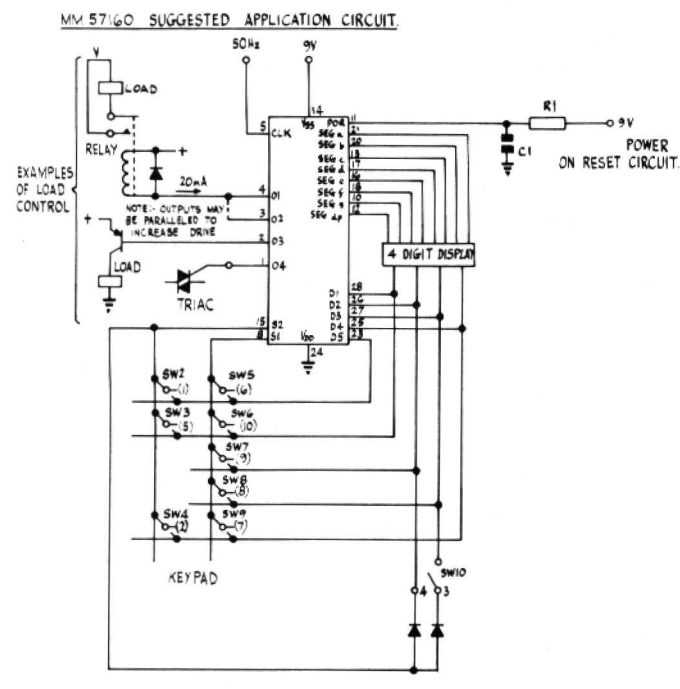 MM 57160 SUGGESTED APPLICATION CIRCUIT.
50Hz
9V
V
LOAD
RELAY
EXAMPLES
OF LOAD
CONTROL
+
20mA
NOTE:- OUTPUTS MAY
BE PARALLELED TO
INCREASE DRIVE
+
LOAD
TRIAC
14
VSS
5 CLK
4 O1
3 O2
2 O3
1 O4
15 S2
S1
VDD
24
POR 11
SEG a 21
SEG b 20
SEG c
SEG d 17
SEG e 16
SEG f
SEG g 10
SEG dp 12
D1 28
D2 26
D3 27
D4 25
D5 23
R1
9V
C1
POWER
ON RESET CIRCUIT.
4 DIGIT DISPLAY
SW2
(1)
SW5
(6)
SW3
(5)
SW6
(10)
SW7
(9)
SW8
(8)
SW4
(2)
SW9
(7)
KEYPAD
SW10
4
3